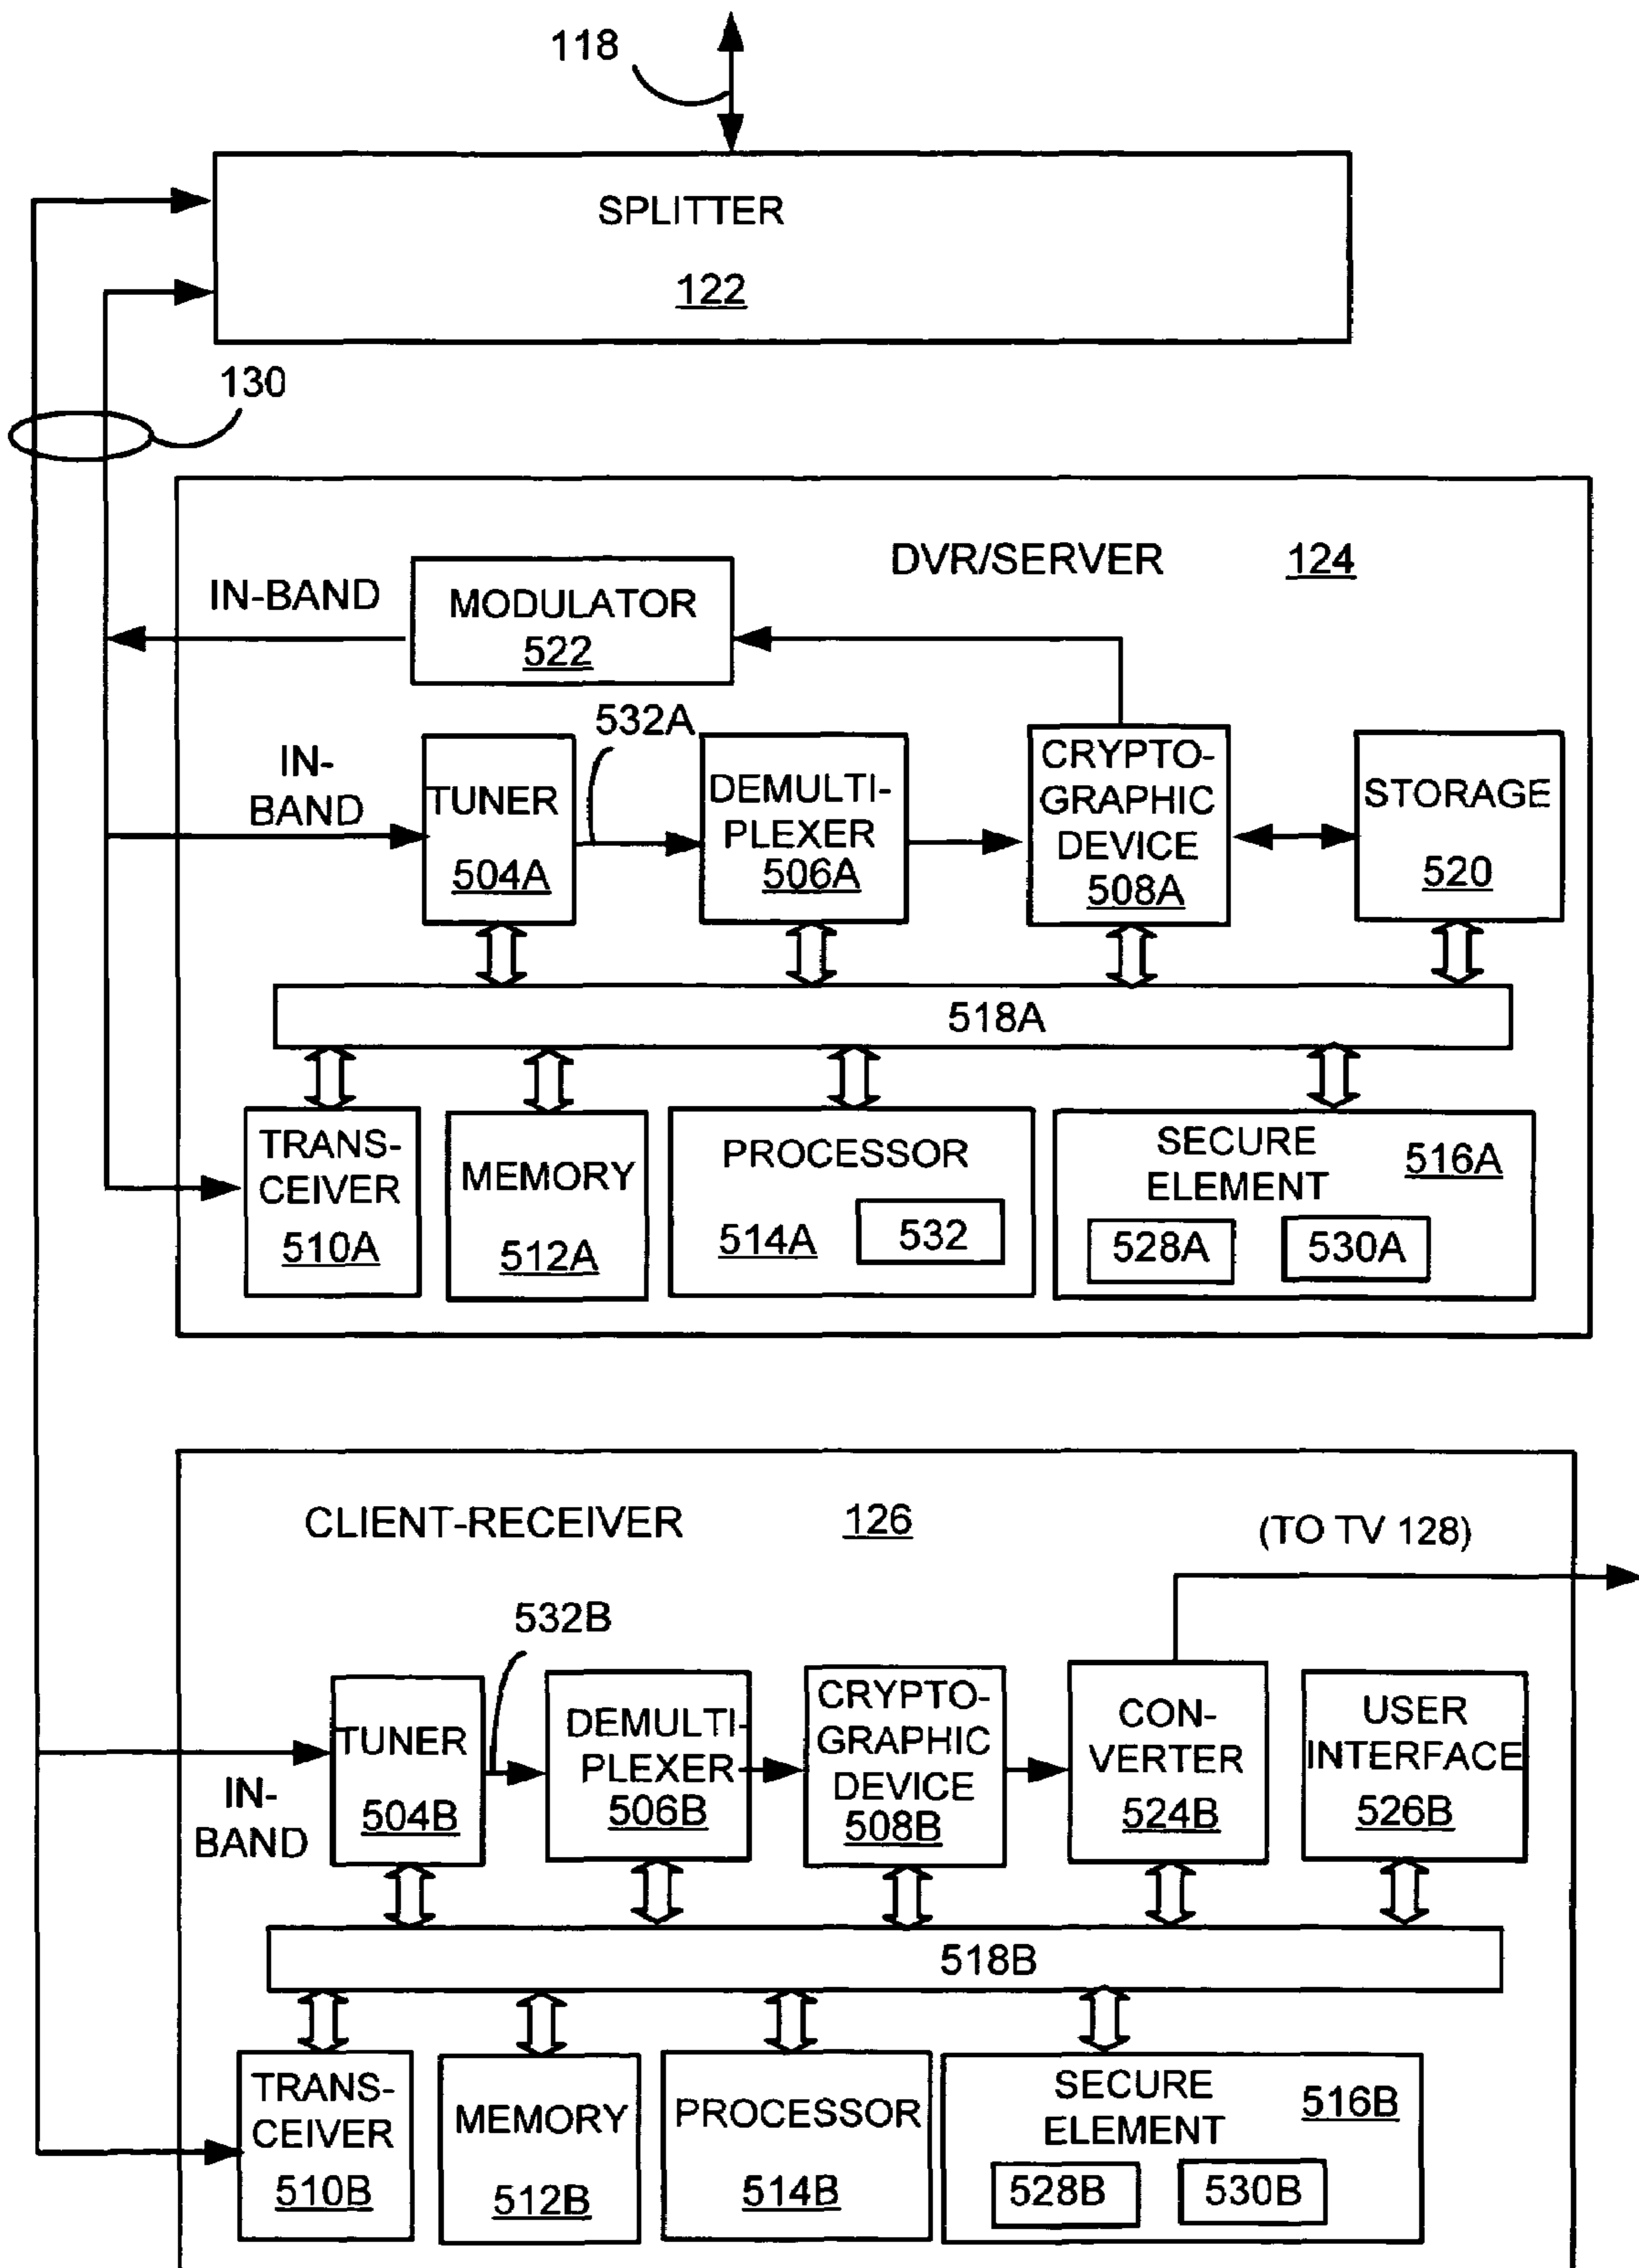 118
SPLITTER
122
130
DVR/SERVER 124
IN-BAND
MODULATOR
522
532A
IN-
BAND
TUNER
504A
DEMULTI-
PLEXER
506A
CRYPTO-
GRAPHIC
DEVICE
508A
STORAGE
520
518A
TRANS-
CEIVER
510A
MEMORY
512A
PROCESSOR
514A
532
SECURE
ELEMENT
516A
528A
530A
CLIENT-RECEIVER 126
(TO TV 128)
532B
IN-
BAND
TUNER
504B
DEMULTI-
PLEXER
506B
CRYPTO-
GRAPHIC
DEVICE
508B
CON-
VERTER
524B
USER
INTERFACE
526B
518B
TRANS-
CEIVER
510B
MEMORY
512B
PROCESSOR
514B
SECURE
ELEMENT
516B
528B
530B